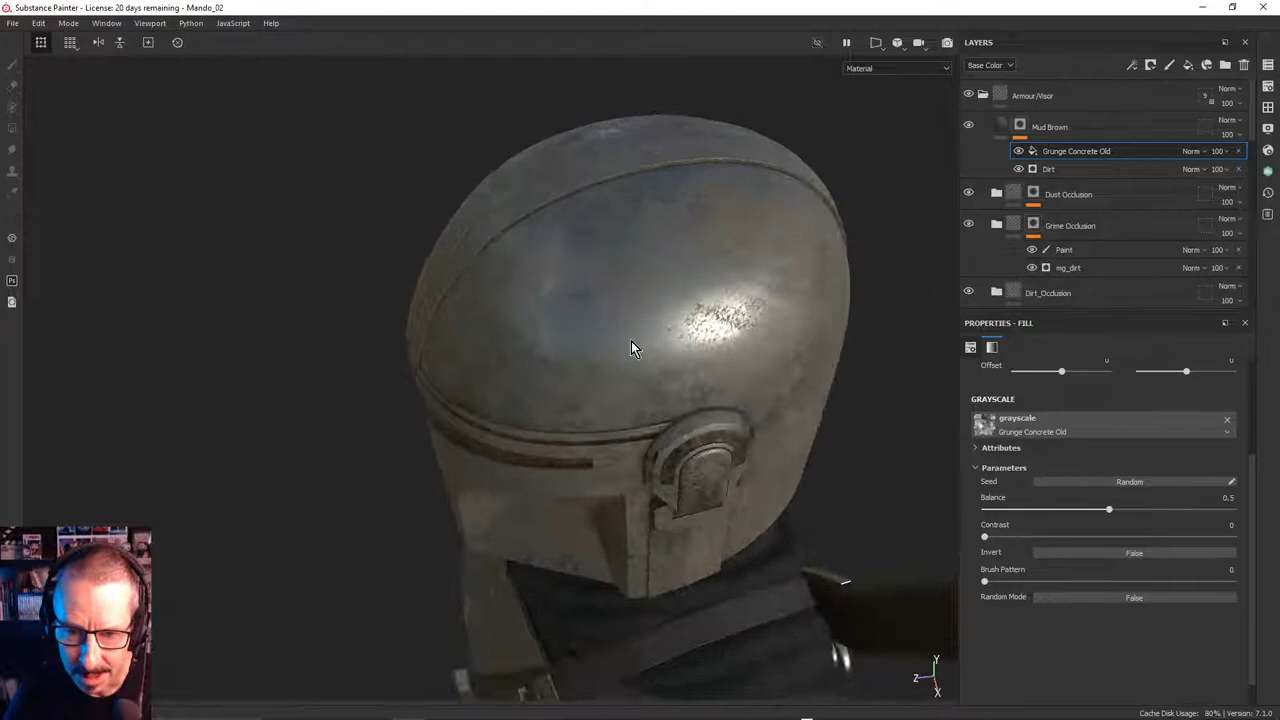 Substance Painter - License: 20 days remaining - Mando_02
File Edit Mode Window Viewport Python JavaScript Help
Material
LAYERS
Base Color
Armour/Visor Norm 100
Mud Brown Norm 100
Grunge Concrete Old Norm 100
Dirt Norm 100
Dust Occlusion Norm 100
Grime Occlusion Norm 100
Paint Norm 100
mg_dirt Norm 100
Dirt_Occlusion Norm 100
PROPERTIES - FILL
Offset 0 0
GRAYSCALE
grayscale
Grunge Concrete Old
Attributes
Parameters
Seed Random
Balance 0.5
Contrast 0
Invert False
Brush Pattern 0
Random Mode False
Y
Z
X
Ps
Cache Disk Usage: 80% | Version: 7.1.0